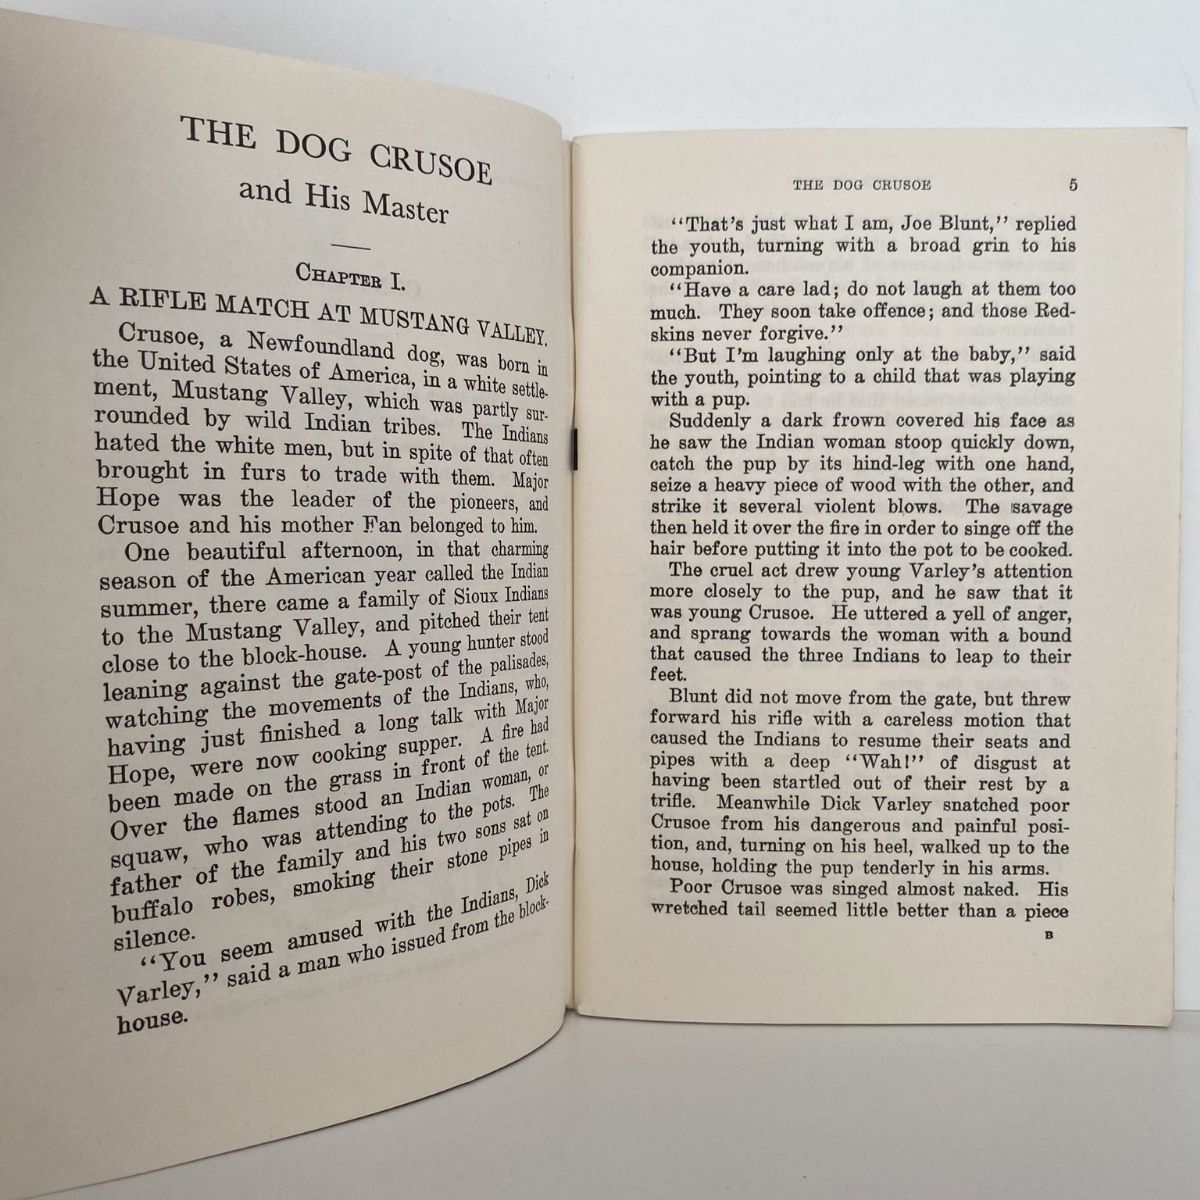 THE DOG CRUSOE
and His Master
CHAPTER I.
A RIFLE MATCH AT MUSTANG VALLEY.
Crusoe, a Newfoundland dog, was born in
the United States of America, in a white settle-
ment, Mustang Valley, which was partly sur-
rounded by wild Indian tribes. The Indians
hated the white men, but in spite of that often
brought in furs to trade with them. Major
Hope was the leader of the pioneers, and
Crusoe and his mother Fan belonged to him.
One beautiful afternoon, in that charming
season of the American year called the Indian
summer, there came a family of Sioux Indians
to the Mustang Valley, and pitched their tent
close to the block-house. A young hunter stood
leaning against the gate-post of the palisades,
watching the movements of the Indians, who,
having just finished a long talk with Major
Hope, were now cooking supper. A fire had
been made on the grass in front of the tent.
Over the flames stood an Indian woman, or
squaw, who was attending to the pots. The
father of the family and his two sons sat on
buffalo robes, smoking their stone pipes in
silence.
“You seem amused with the Indians, Dick
Varley,” said a man who issued from the block-
house.
THE DOG CRUSOE 5
“That's just what I am, Joe Blunt,” replied
the youth, turning with a broad grin to his
companion.
“Have a care lad; do not laugh at them too
much. They soon take offence; and those Red-
skins never forgive.”
“But I'm laughing only at the baby,” said
the youth, pointing to a child that was playing
with a pup.
Suddenly a dark frown covered his face as
he saw the Indian woman stoop quickly down,
catch the pup by its hind-leg with one hand,
seize a heavy piece of wood with the other, and
strike it several violent blows. The savage
then held it over the fire in order to singe off the
hair before putting it into the pot to be cooked.
The cruel act drew young Varley's attention
more closely to the pup, and he saw that it
was young Crusoe. He uttered a yell of anger,
and sprang towards the woman with a bound
that caused the three Indians to leap to their
feet.
Blunt did not move from the gate, but threw
forward his rifle with a careless motion that
caused the Indians to resume their seats and
pipes with a deep “Wah!” of disgust at
having been startled out of their rest by a
trifle. Meanwhile Dick Varley snatched poor
Crusoe from his dangerous and painful posi-
tion, and, turning on his heel, walked up to the
house, holding the pup tenderly in his arms.
Poor Crusoe was singed almost naked. His
wretched tail seemed little better than a piece
B